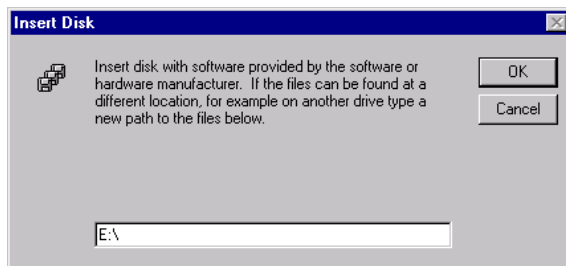 Insert Disk
Insert disk with software provided by the software or
hardware manufacturer. If the files can be found at a
different location, for example on another drive type a
new path to the files below.
OK
Cancel
E:\